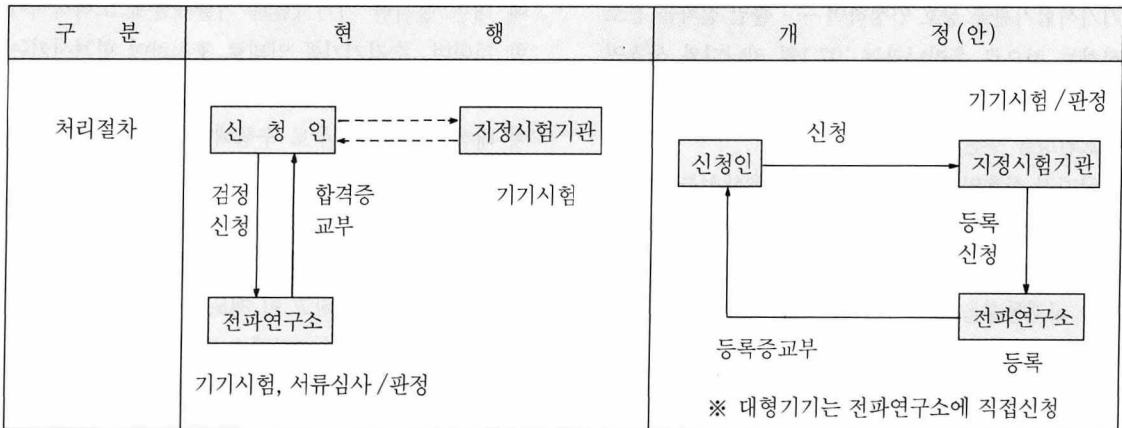 구 분
현 행
개 정(안)
처리절차
신 청 인
지정시험기관
검정
신청
합격증
교부
기기시험
전파연구소
기기시험, 서류심사/판정
기기시험/판정
신청
신청인
지정시험기관
등록
신청
전파연구소
등록증교부
등록
※ 대형기기는 전파연구소에 직접신청